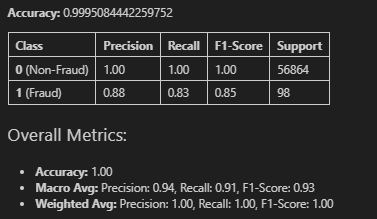 Accuracy: 0.9995084442259752
Class Precision Recall F1-Score Support
0 (Non-Fraud) 1.00 1.00 1.00 56864
1 (Fraud) 0.88 0.83 0.85 98
Overall Metrics:
• Accuracy: 1.00
• Macro Avg: Precision: 0.94, Recall: 0.91, F1-Score: 0.93
• Weighted Avg: Precision: 1.00, Recall: 1.00, F1-Score: 1.00